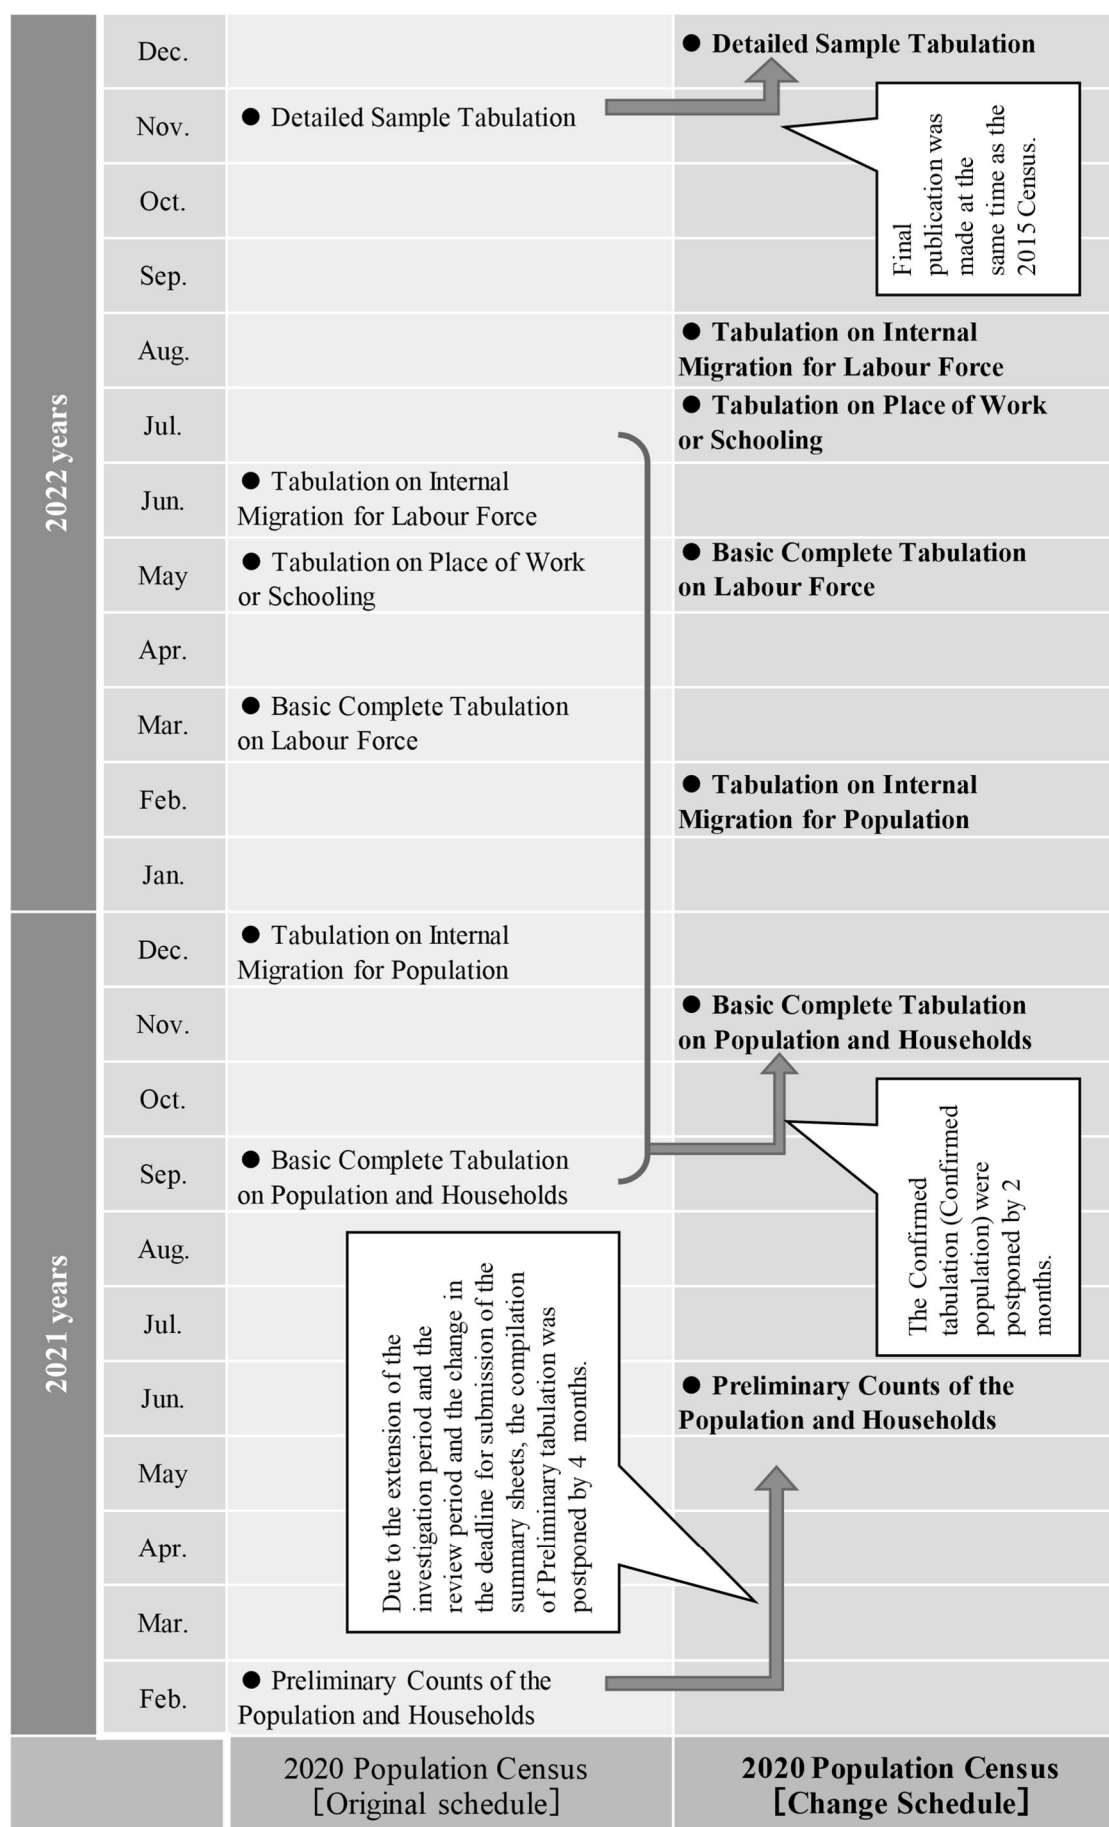 Dec.
● Detailed Sample Tabulation
Nov.
● Detailed Sample Tabulation
Final
publication was
made at the
same time as the
2015 Census.
Oct.
Sep.
Aug.
● Tabulation on Internal
Migration for Labour Force
2022 years
Jul.
● Tabulation on Place of Work
or Schooling
Jun.
● Tabulation on Internal
Migration for Labour Force
May
● Tabulation on Place of Work
or Schooling
● Basic Complete Tabulation
on Labour Force
Apr.
Mar.
● Basic Complete Tabulation
on Labour Force
Feb.
● Tabulation on Internal
Migration for Population
Jan.
Dec.
● Tabulation on Internal
Migration for Population
Nov.
● Basic Complete Tabulation
on Population and Households
Oct.
The Confirmed
tabulation (Confirmed
population) were
postponed by 2
months.
Sep.
● Basic Complete Tabulation
on Population and Households
Aug.
2021 years
Jul.
Due to the extension of the
investigation period and the
review period and the change in
the deadline for submission of the
summary sheets, the compilation
of Preliminary tabulation was
postponed by 4 months.
Jun.
● Preliminary Counts of the
Population and Households
May
Apr.
Mar.
Feb.
● Preliminary Counts of the
Population and Households
2020 Population Census
[Original schedule]
2020 Population Census
[Change Schedule]